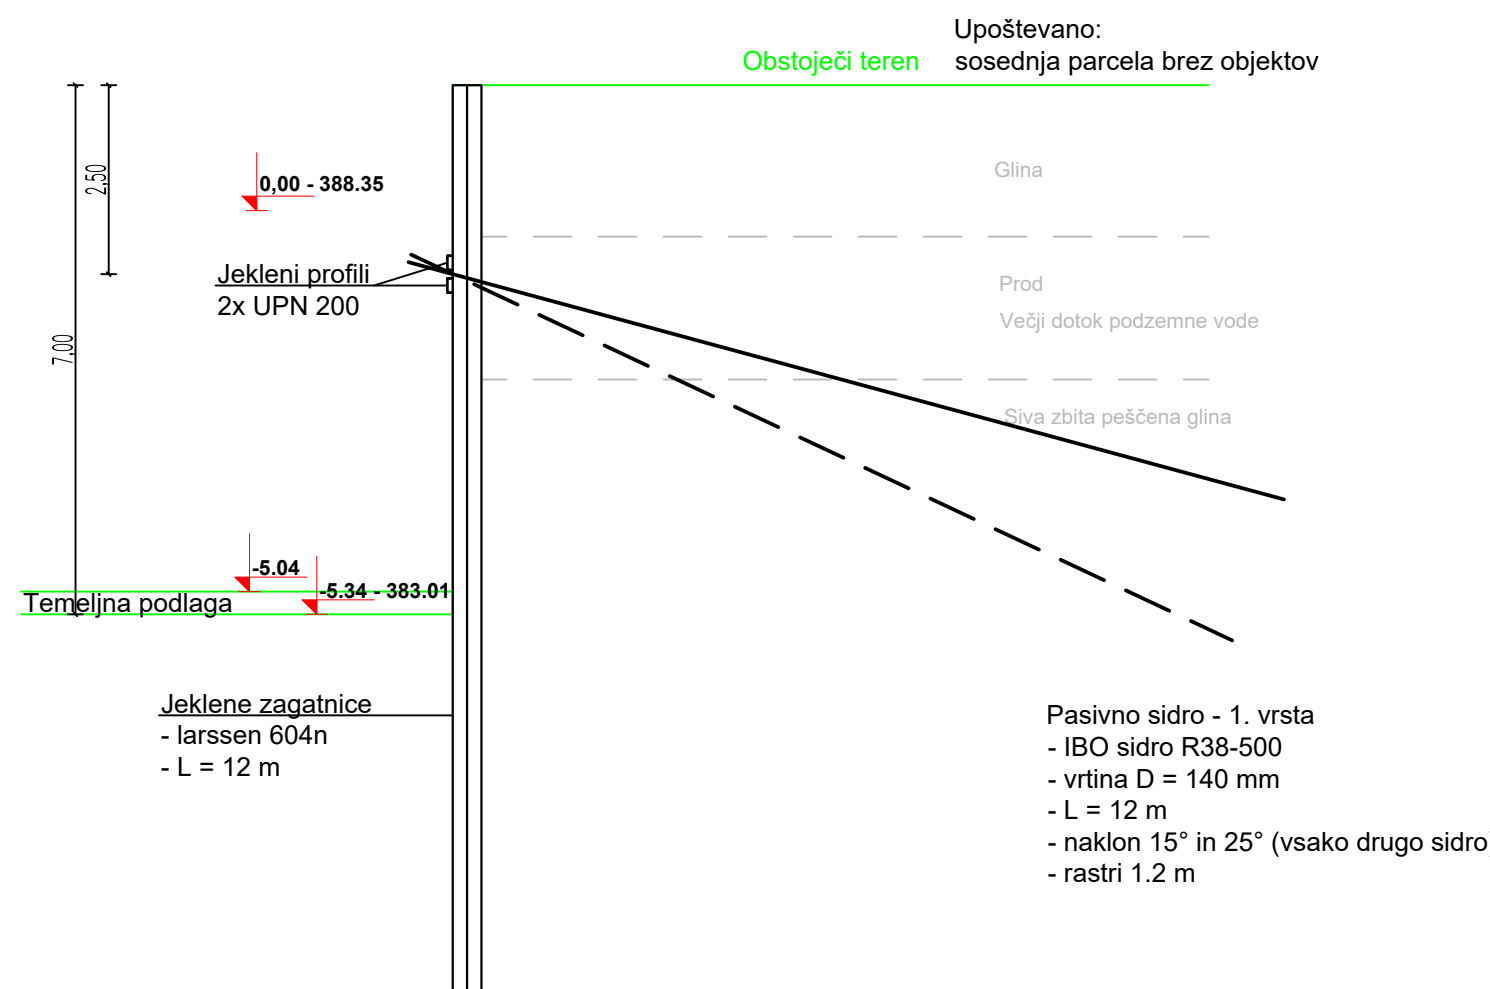 Upoštevano:
Obstoječi teren
sosednja parcela brez objektov
2,50
Glina
0,00 - 388.35
Jekleni profili
2x UPN 200
Prod
Večji dotok podzemne vode
7,00
Siva zbita peščena glina
-5.04
-5.34 - 383.01
Temeljna podlaga
Jeklene zagatnice
- larssen 604n
- L = 12 m
Pasivno sidro - 1. vrsta
- IBO sidro R38-500
- vrtina D = 140 mm
- L = 12 m
- naklon 15° in 25° (vsako drugo sidro)
- rastri 1.2 m